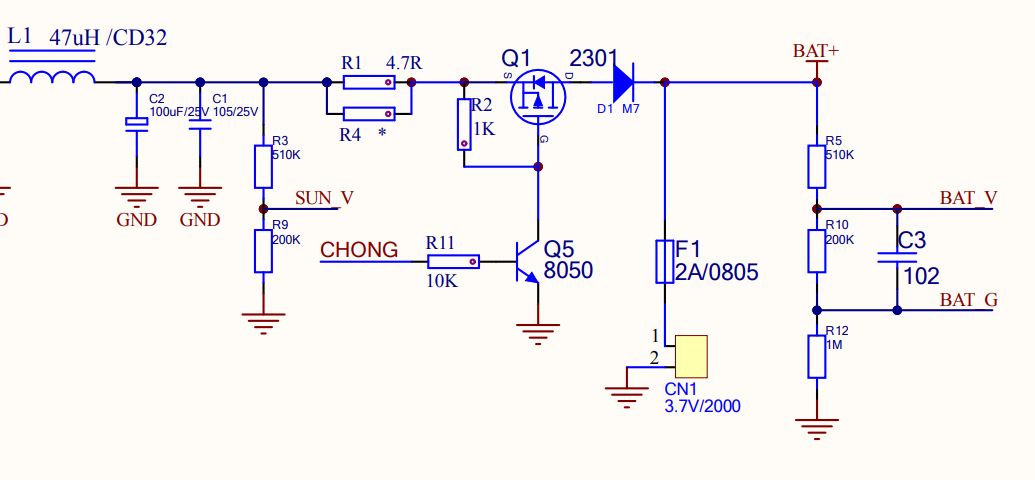 L1 47uH /CD32
BAT+
R1 4.7R
Q1 2301
S D
C2 C1
100uF/25V 105/25V
R2
1K
D1 M7
R4 *
G
R3
510K
R5
510K
SUN_V
BAT_V
D GND GND
R9
200K
R10
200K
C3
102
CHONG R11
10K
Q5
8050
F1
2A/0805
BAT_G
R12
1M
1
2
CN1
3.7V/2000